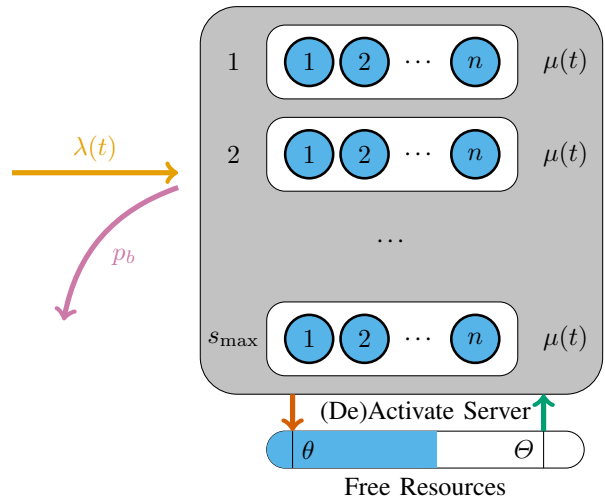 1 1 2 ⋯ n μ(t)
λ(t)
2 1 2 ⋯ n μ(t)
p_b
⋯
s_max 1 2 ⋯ n μ(t)
(De)Activate Server
θ Θ
Free Resources